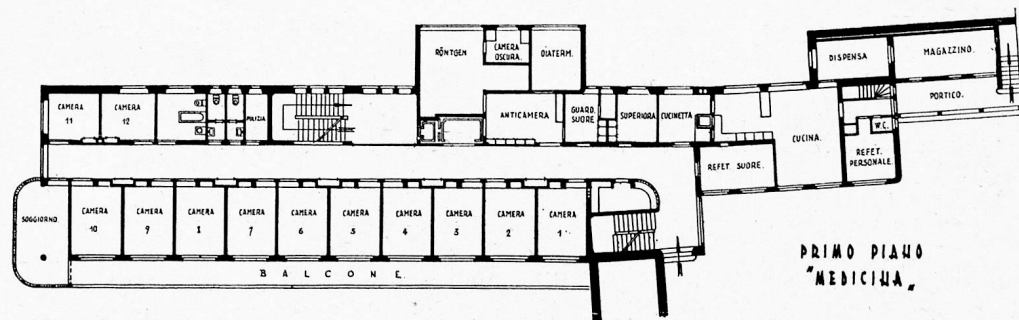 RÖNTGEN
CAMERA
OSCURA.
DIATERM.
DISPENSA
MAGAZZINO.
PORTICO.
CAMERA
11
CAMERA
12
PULIZIA
ANTICAMERA
GUARD.
SUORE
SUPERIORA
CUCINETTA
CUCINA.
W.C.
REFET. SUORE.
REFET.
PERSONALE.
SOGGIORNO.
CAMERA
10
CAMERA
9
CAMERA
8
CAMERA
7
CAMERA
6
CAMERA
5
CAMERA
4
CAMERA
3
CAMERA
2
CAMERA
1
BALCONE.
PRIMO PIANO
"MEDICINA„